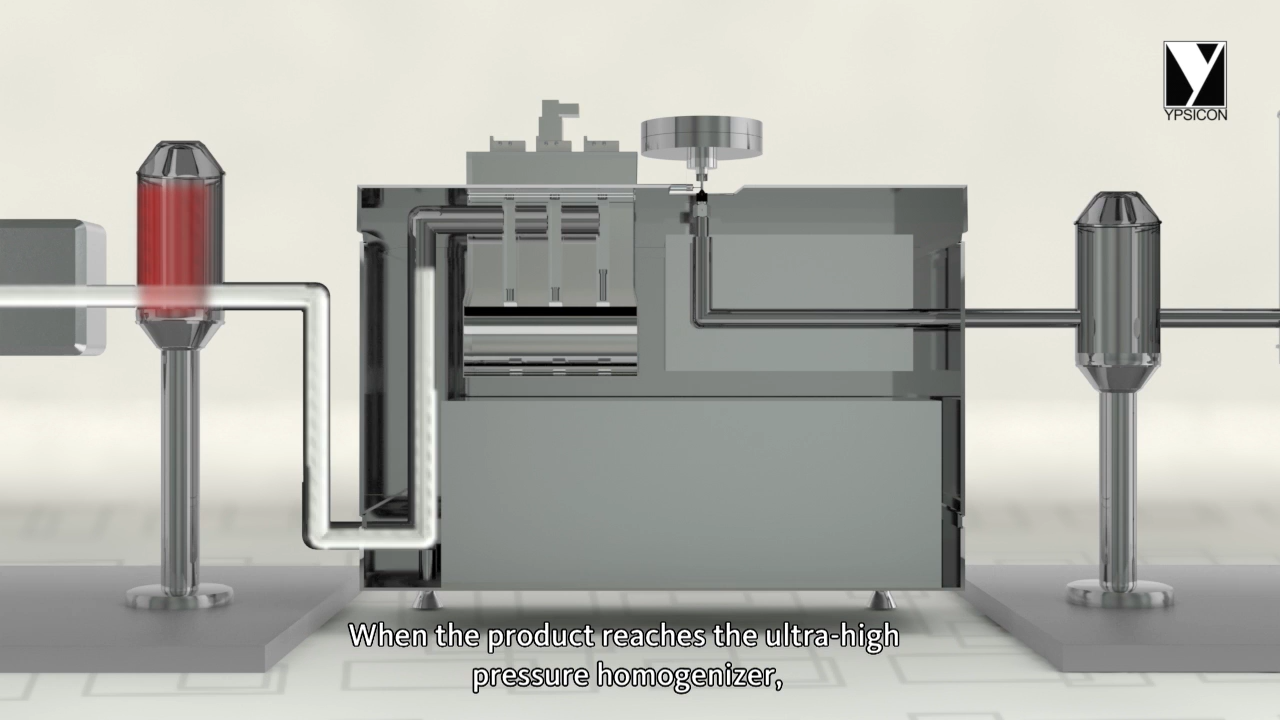 YPSICON
When the product reaches the ultra-high
pressure homogenizer,